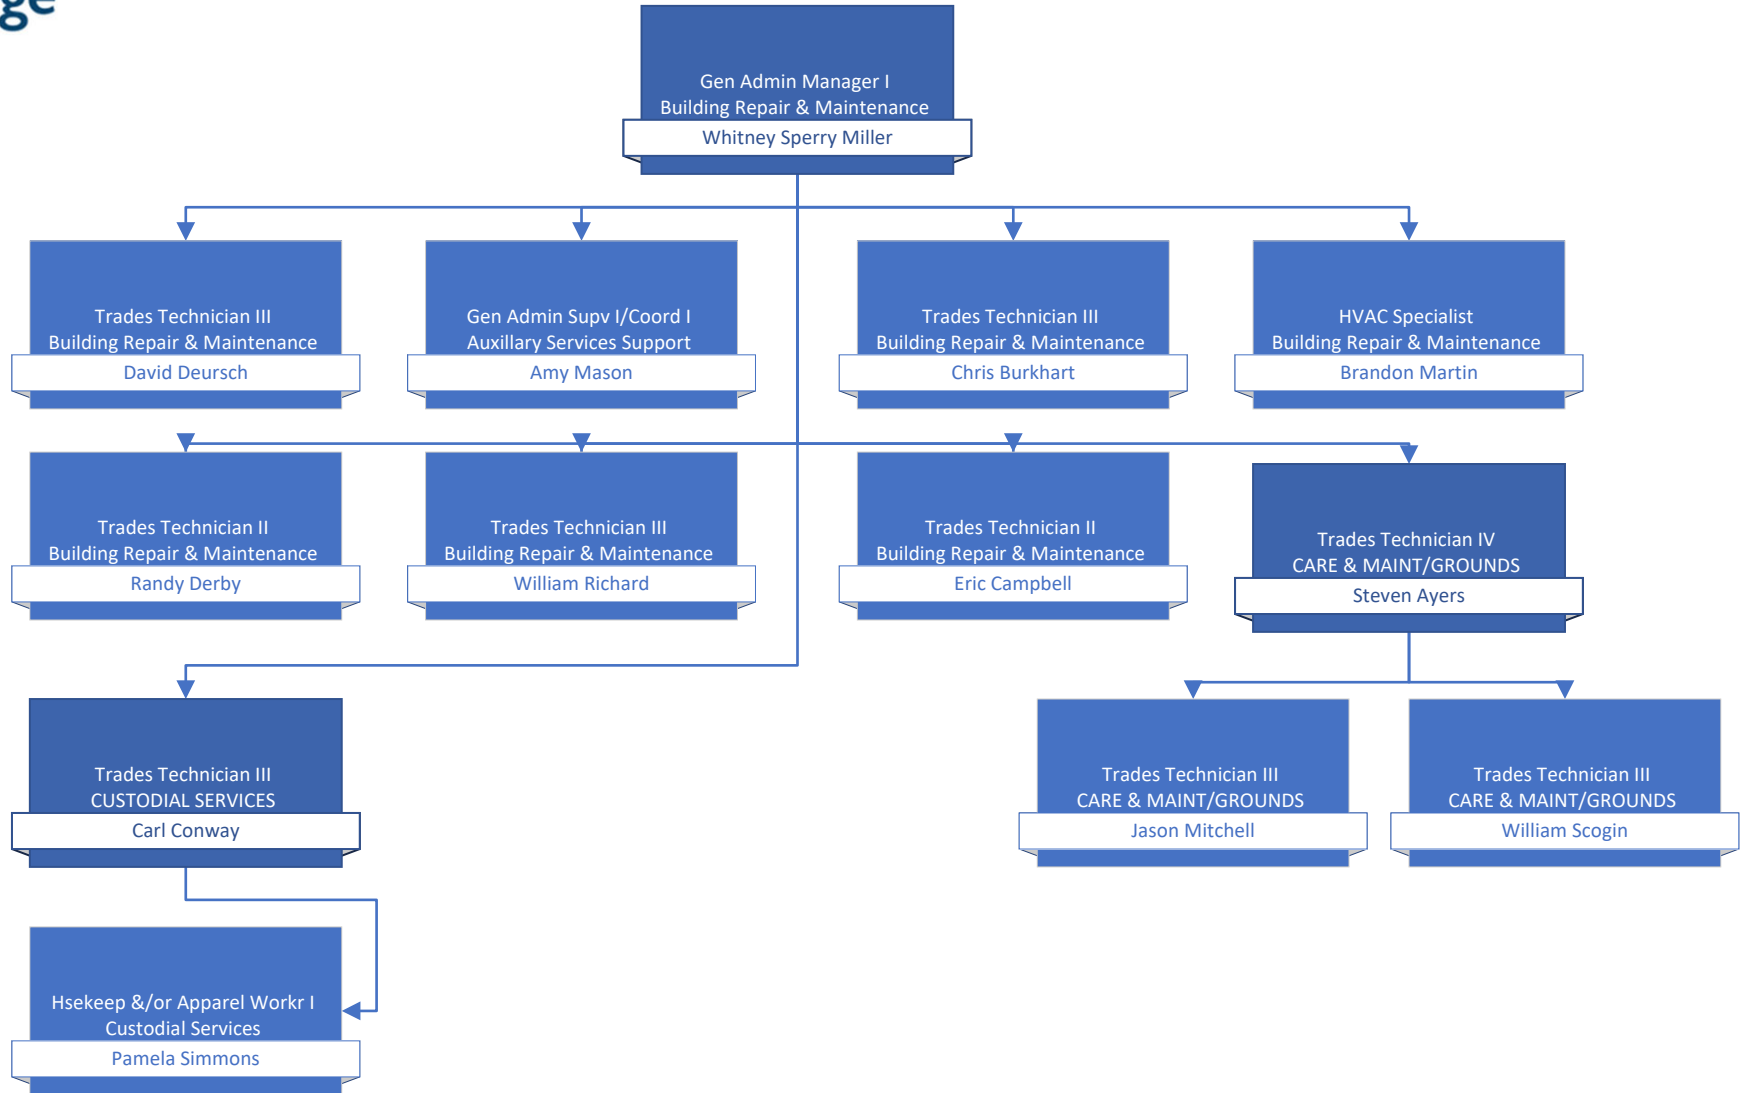 Gen Admin Manager I
Building Repair & Maintenance
Whitney Sperry Miller
Trades Technician III
Building Repair & Maintenance
David Deursch
Gen Admin Supv I/Coord I
Auxillary Services Support
Amy Mason
Trades Technician III
Building Repair & Maintenance
Chris Burkhart
HVAC Specialist
Building Repair & Maintenance
Brandon Martin
Trades Technician II
Building Repair & Maintenance
Randy Derby
Trades Technician III
Building Repair & Maintenance
William Richard
Trades Technician II
Building Repair & Maintenance
Eric Campbell
Trades Technician IV
CARE & MAINT/GROUNDS
Steven Ayers
Trades Technician III
CUSTODIAL SERVICES
Carl Conway
Trades Technician III
CARE & MAINT/GROUNDS
Jason Mitchell
Trades Technician III
CARE & MAINT/GROUNDS
William Scogin
Hsekeep &/or Apparel Workr I
Custodial Services
Pamela Simmons